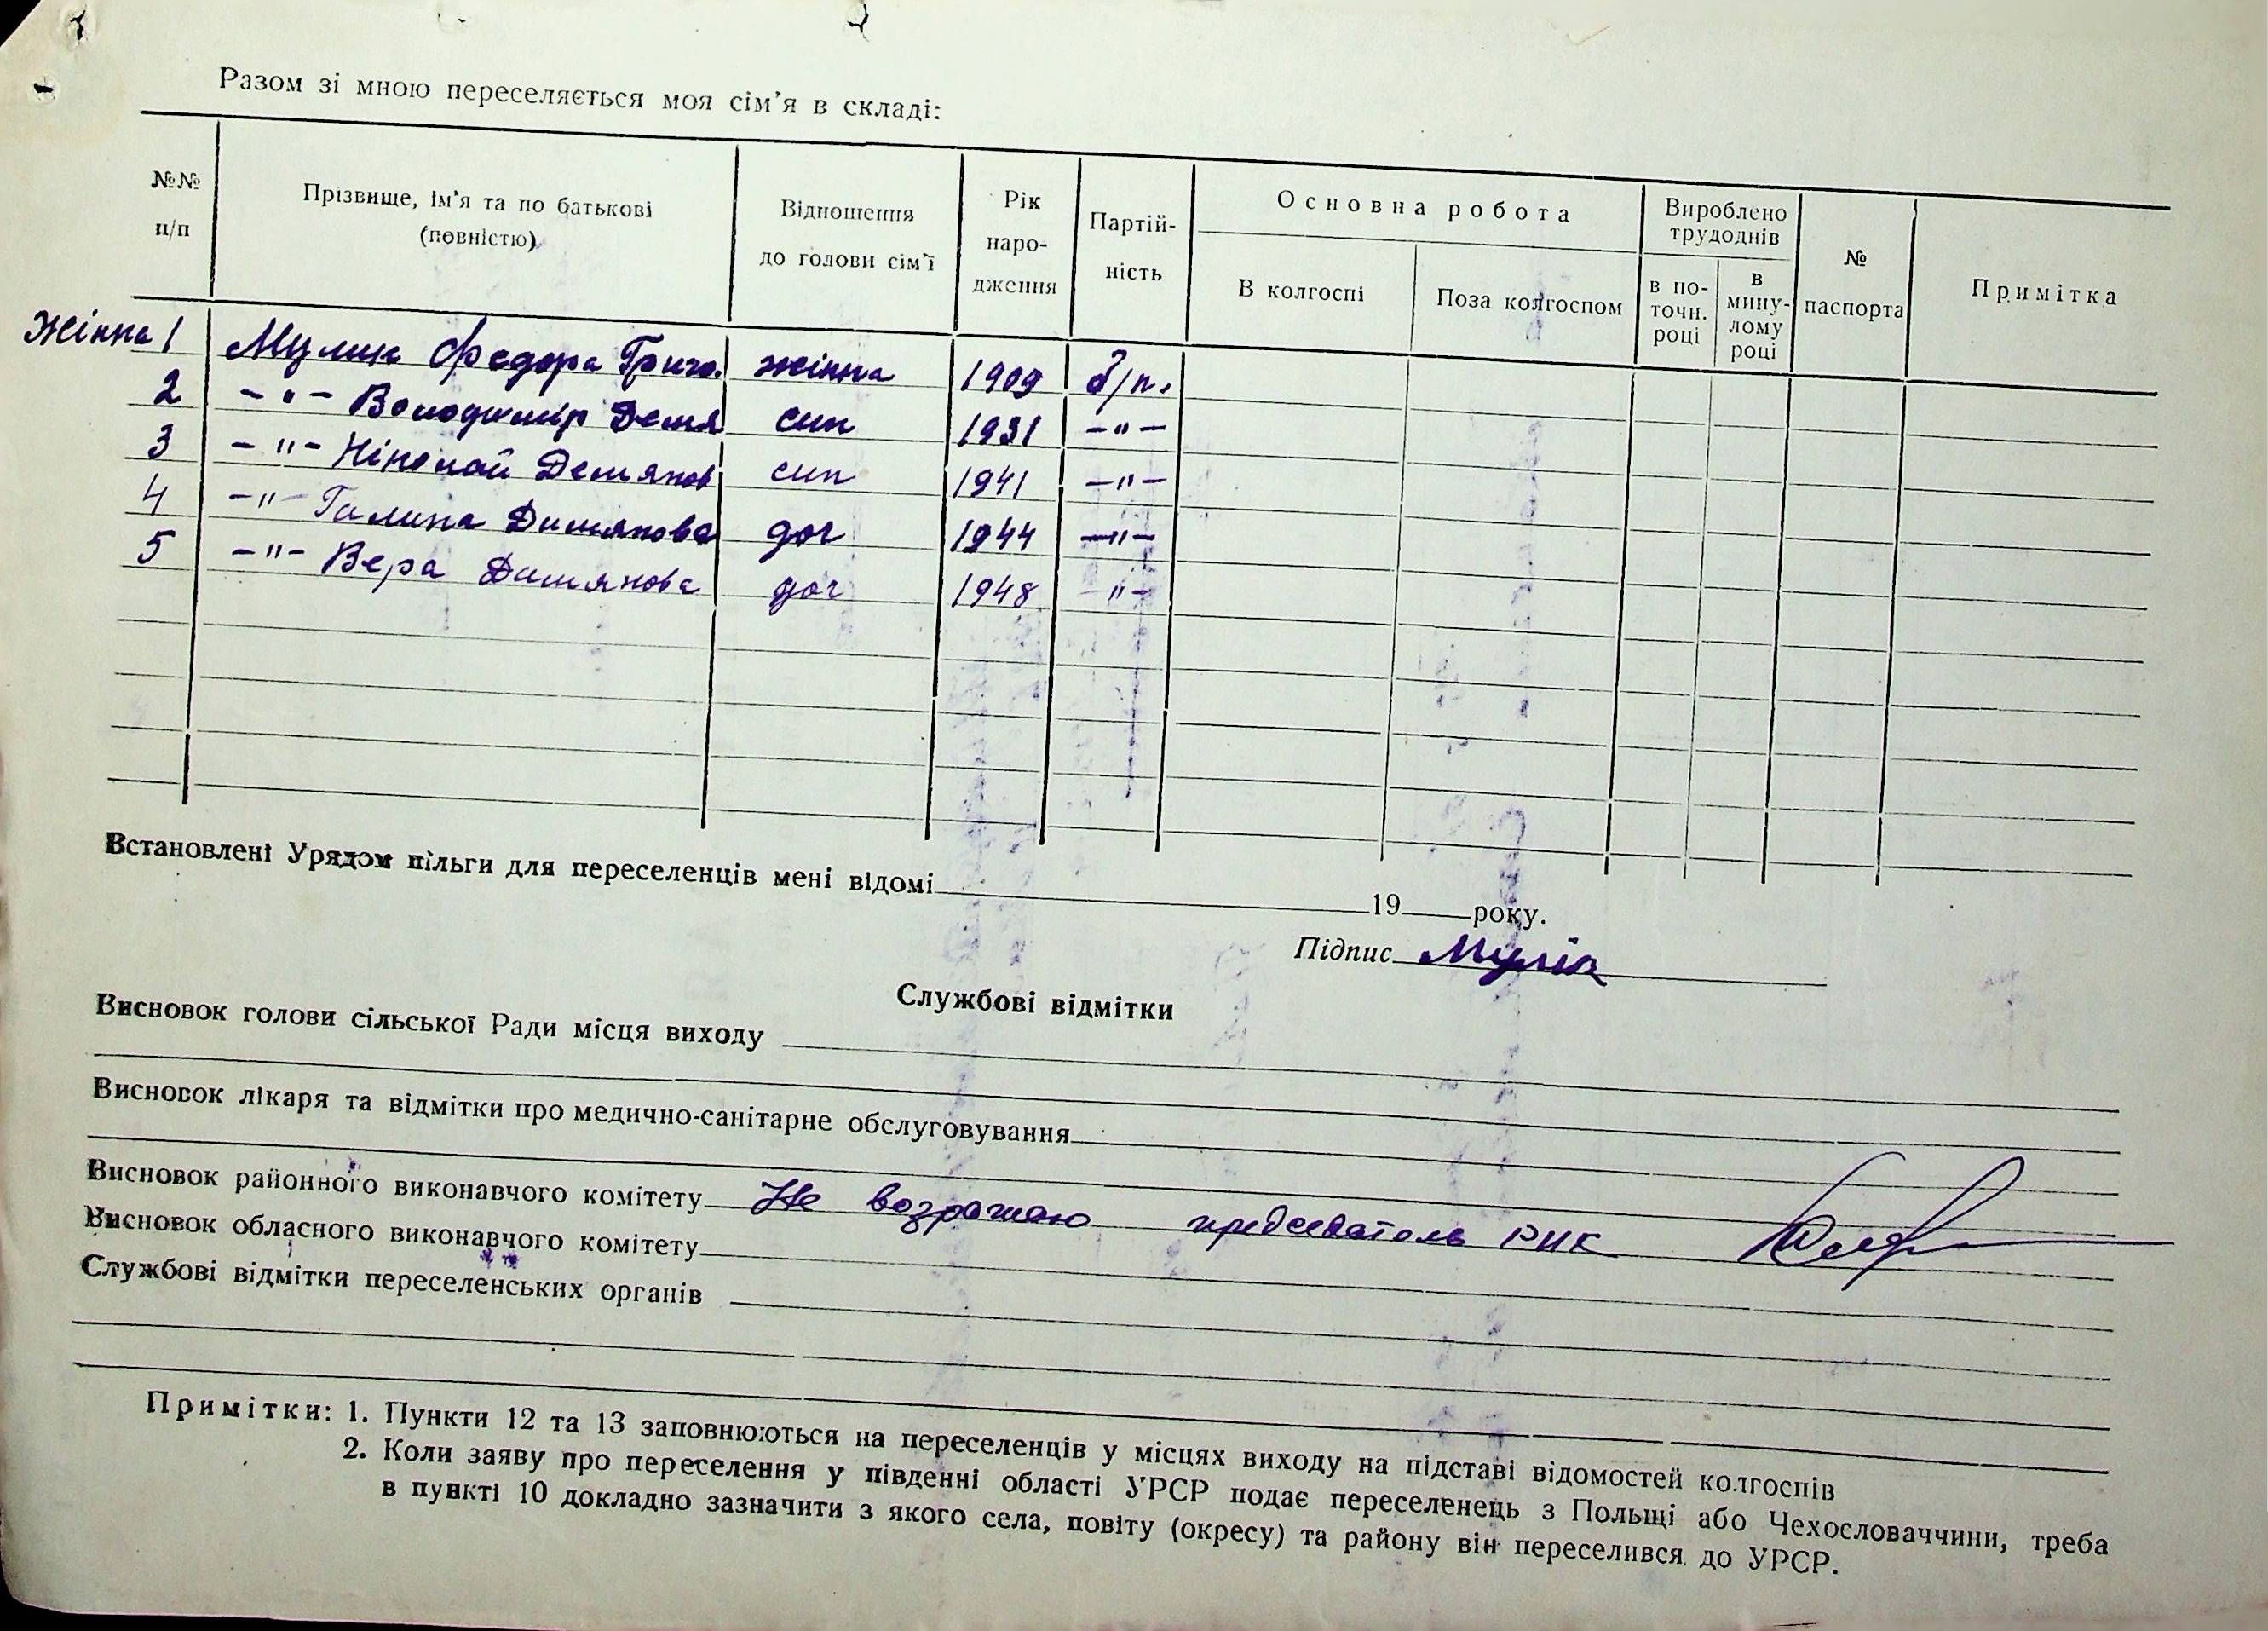 Разом зі мною переселяється моя сім'я в складі:
№№ п/п
Прізвище, ім'я та по батькові (повністю)
Відношення до голови сім'ї
Рік народження
Партійність
Основна робота
В колгоспі
Поза колгоспом
Вироблено трудоднів
в поточн. році
в минулому році
№ паспорта
Примітка
Жінка 1 Мулик Федора Григо. жінка 1909 б/п.
2 -"- Володимір Демя син 1931 -"-
3 -"- Ніколай Демянов син 1941 -"-
4 -"- Галина Димянова доч 1944 -"-
5 -"- Вера Димянова доч 1948 -"-
Встановлені Урядом пільги для переселенців мені відомі 19 року.
Підпис Мулік
Службові відмітки
Висновок голови сільської Ради місця виходу
Висновок лікаря та відмітки про медично-санітарне обслуговування
Висновок районного виконавчого комітету Не возражаю председатель РИК
Висновок обласного виконавчого комітету
Службові відмітки переселенських органів
Примітки: 1. Пункти 12 та 13 заповнюються на переселенців у місцях виходу на підставі відомостей колгоспів
2. Коли заяву про переселення у південні області УРСР подає переселенець з Польщі або Чехословаччини, треба
в пункті 10 докладно зазначити з якого села, повіту (окресу) та району він переселився до УРСР.